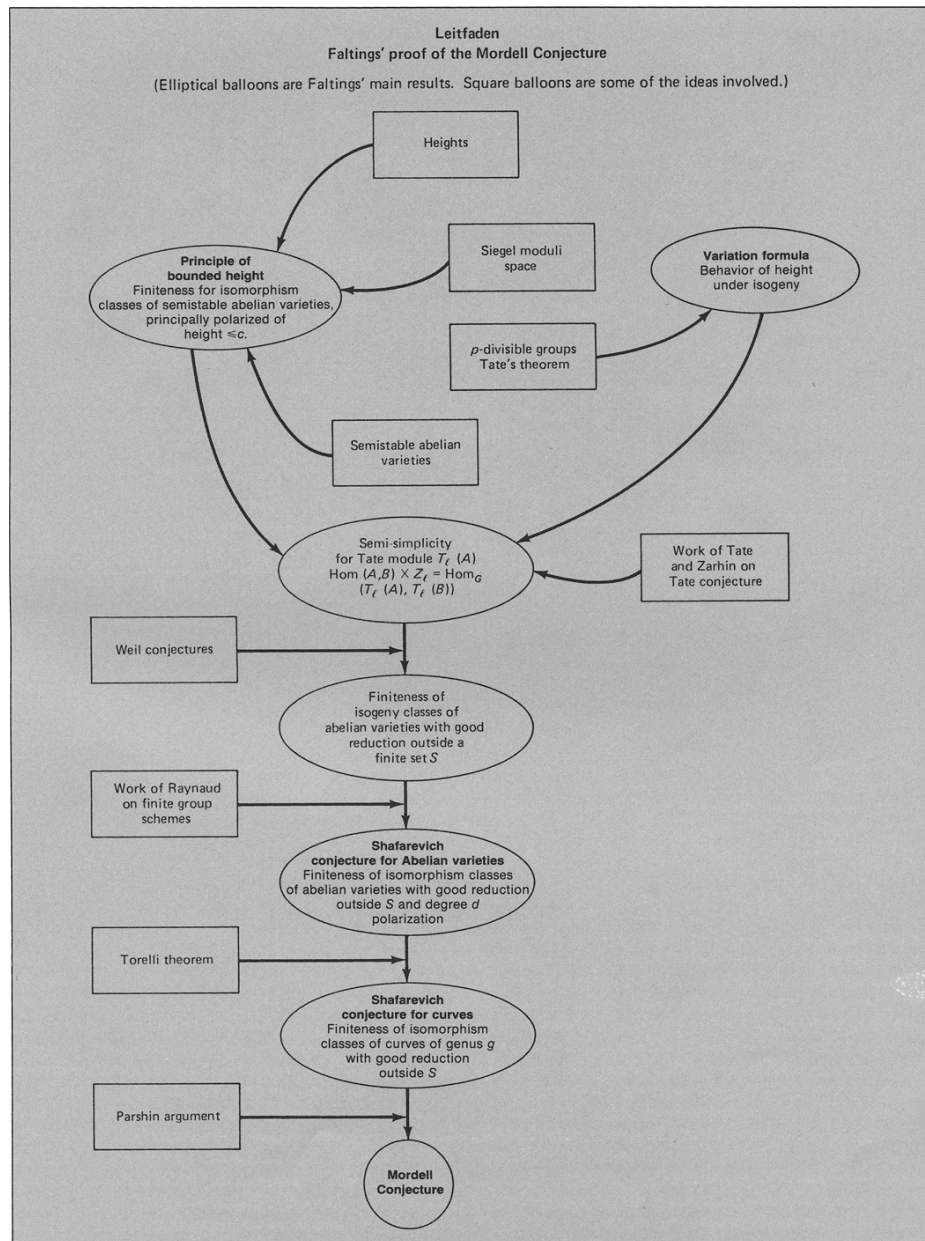 Leitfaden
Faltings' proof of the Mordell Conjecture
(Elliptical balloons are Faltings' main results. Square balloons are some of the ideas involved.)
Heights
Principle of
bounded height
Finiteness for isomorphism
classes of semistable abelian varieties,
principally polarized of
height ⩽c.
Siegel moduli
space
Variation formula
Behavior of height
under isogeny
p-divisible groups
Tate's theorem
Semistable abelian
varieties
Semi-simplicity
for Tate module Tℓ (A)
Hom (A,B) × Zℓ = HomG
(Tℓ (A), Tℓ (B))
Work of Tate
and Zarhin on
Tate conjecture
Weil conjectures
Finiteness of
isogeny classes of
abelian varieties with good
reduction outside a
finite set S
Work of Raynaud
on finite group
schemes
Shafarevich
conjecture for Abelian varieties
Finiteness of isomorphism classes
of abelian varieties with good reduction
outside S and degree d
polarization
Torelli theorem
Shafarevich
conjecture for curves
Finiteness of isomorphism
classes of curves of genus g
with good reduction
outside S
Parshin argument
Mordell
Conjecture